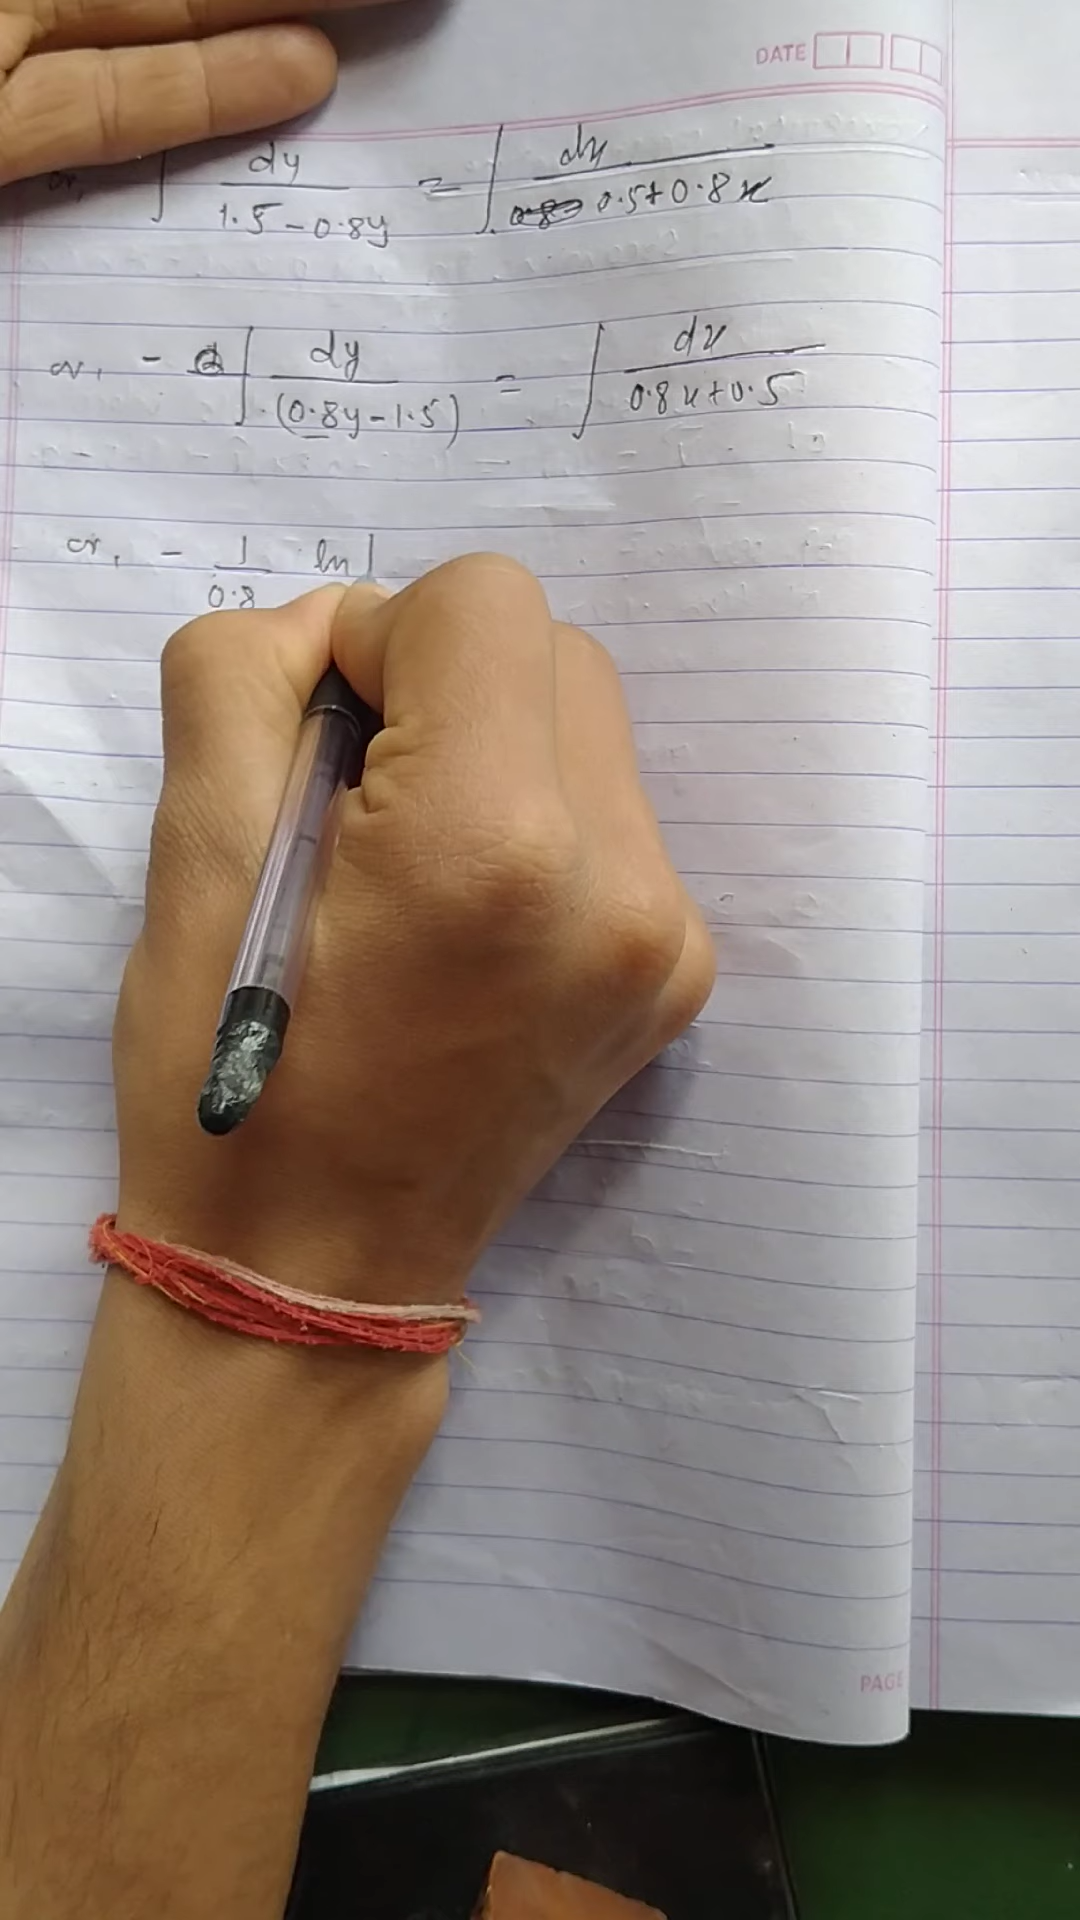 DATE
or, ∫ dy / (1.5 - 0.8y) = ∫ dx / (0.5 + 0.8x)
or, - ∫ dy / (0.8y - 1.5) = ∫ dx / (0.8x + 0.5)
or, - 1/0.8 ln|
PAGE